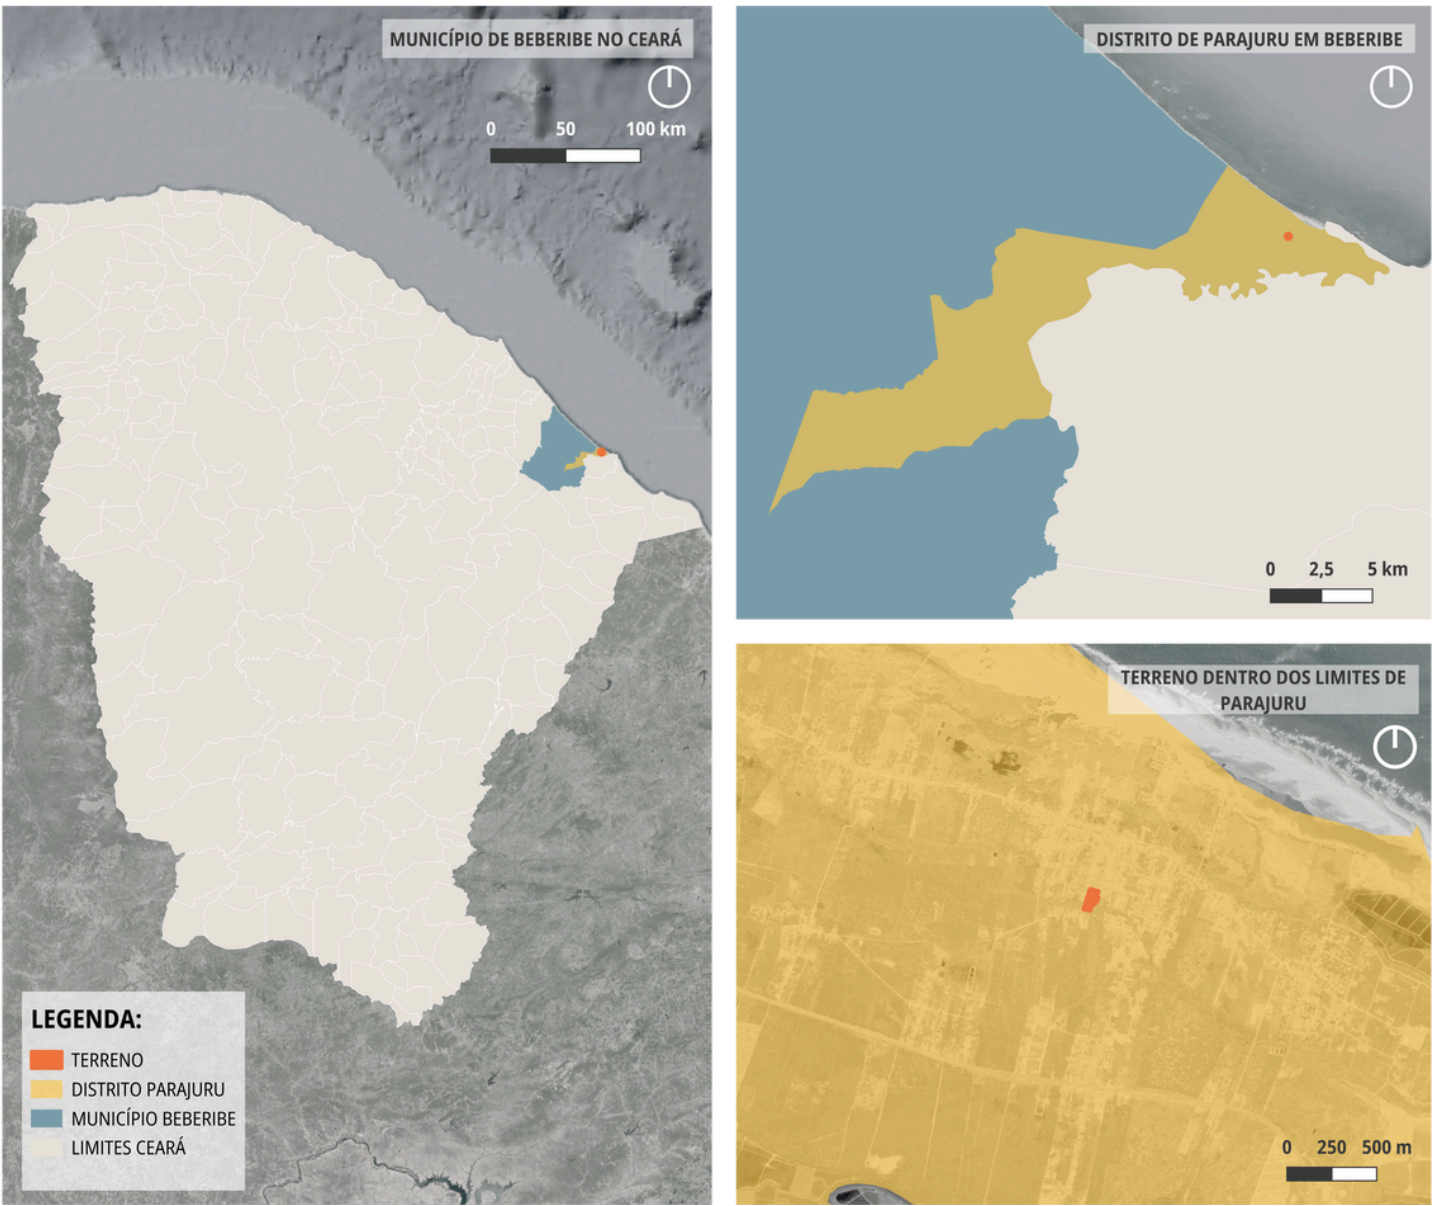 MUNICÍPIO DE BEBERIBE NO CEARÁ
0 50 100 km
LEGENDA:
TERRENO
DISTRITO PARAJURU
MUNICÍPIO BEBERIBE
LIMITES CEARÁ
DISTRITO DE PARAJURU EM BEBERIBE
0 2,5 5 km
TERRENO DENTRO DOS LIMITES DE
PARAJURU
0 250 500 m